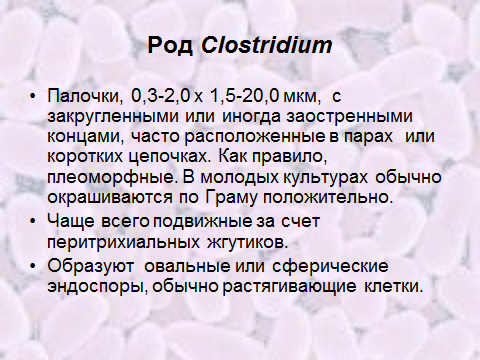 Род Clostridium
• Палочки, 0,3-2,0 х 1,5-20,0 мкм, с
закругленными или иногда заостренными
концами, часто расположенные в парах или
коротких цепочках. Как правило,
плеоморфные. В молодых культурах обычно
окрашиваются по Граму положительно.
• Чаще всего подвижные за счет
перитрихиальных жгутиков.
• Образуют овальные или сферические
эндоспоры, обычно растягивающие клетки.